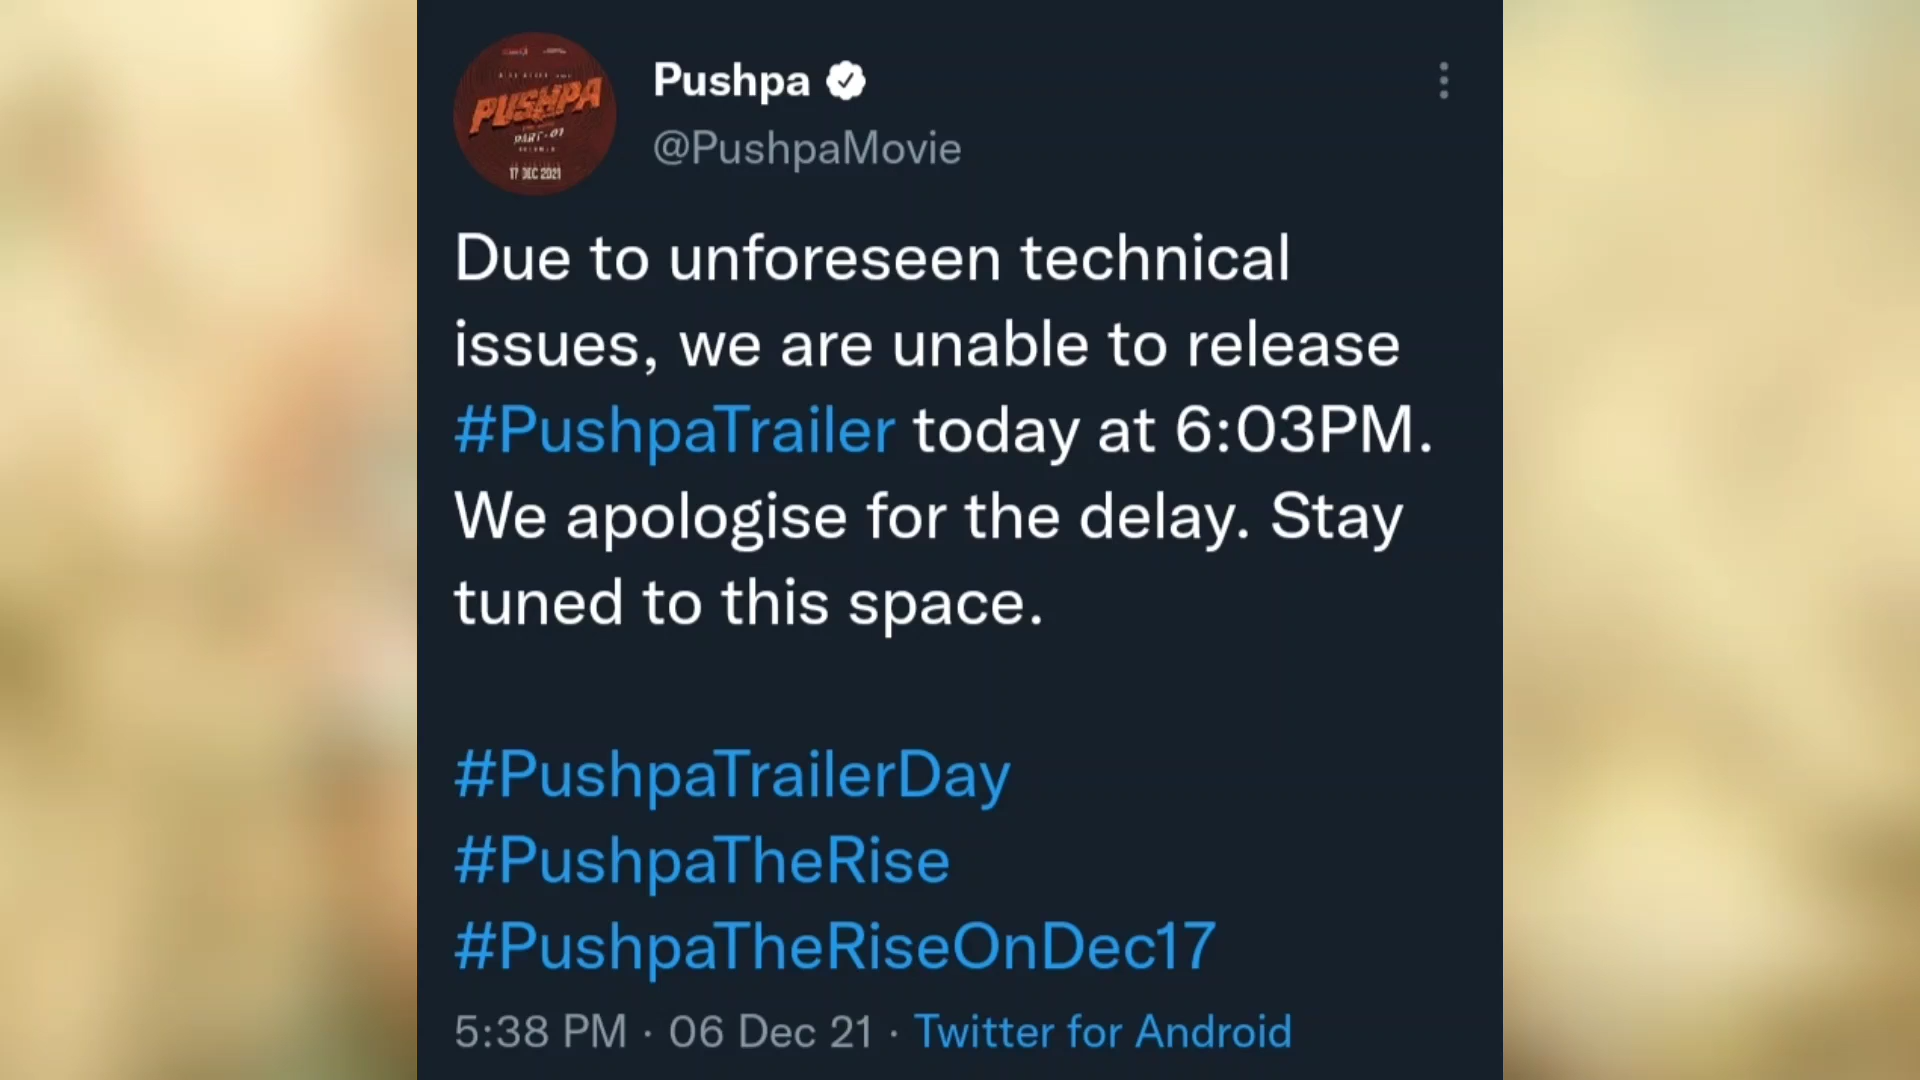 PUSHPA
PART-01
17 DEC 2021
Pushpa
@PushpaMovie
Due to unforeseen technical
issues, we are unable to release
#PushpaTrailer today at 6:03PM.
We apologise for the delay. Stay
tuned to this space.
#PushpaTrailerDay
#PushpaTheRise
#PushpaTheRiseOnDec17
5:38 PM · 06 Dec 21 · Twitter for Android